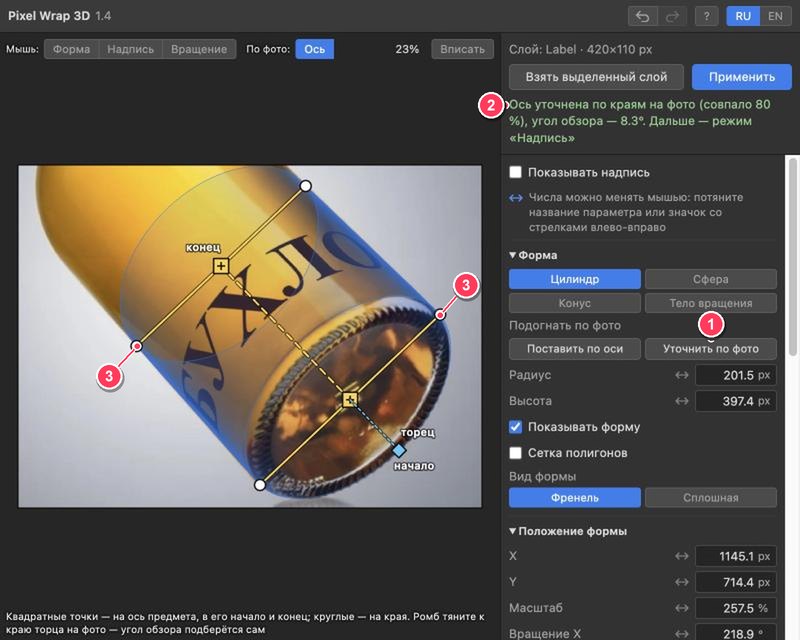 Pixel Wrap 3D 1.4
? RU EN
Мышь: Форма Надпись Вращение По фото: Ось 23% Вписать
Слой: Label · 420×110 px
Взять выделенный слой Применить
2 Ось уточнена по краям на фото (совпало 80
%), угол обзора — 8.3°. Дальше — режим
«Надпись»
Показывать надпись
Числа можно менять мышью: потяните
название параметра или значок со
стрелками влево-вправо
Форма
Цилиндр Сфера
Конус Тело вращения
Подогнать по фото
1
Поставить по оси Уточнить по фото
Радиус 201.5 px
Высота 397.4 px
Показывать форму
Сетка полигонов
Вид формы
Френель Сплошная
Положение формы
X 1145.1 px
Y 714.4 px
Масштаб 257.5 %
Вращение X 218.9 °
конец
БУХЛО
3
3
торец
начало
Квадратные точки — на ось предмета, в его начало и конец; круглые — на края. Ромб тяните к
краю торца на фото — угол обзора подберётся сам